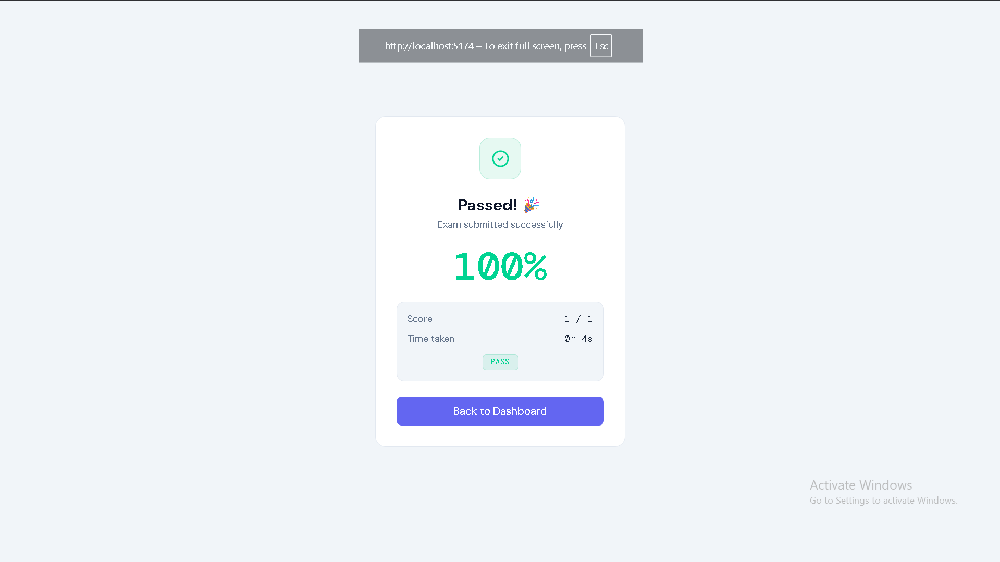 http://localhost:5174 – To exit full screen, press Esc
Passed! 🎉
Exam submitted successfully
100%
Score 1 / 1
Time taken 0m 4s
PASS
Back to Dashboard
Activate Windows
Go to Settings to activate Windows.